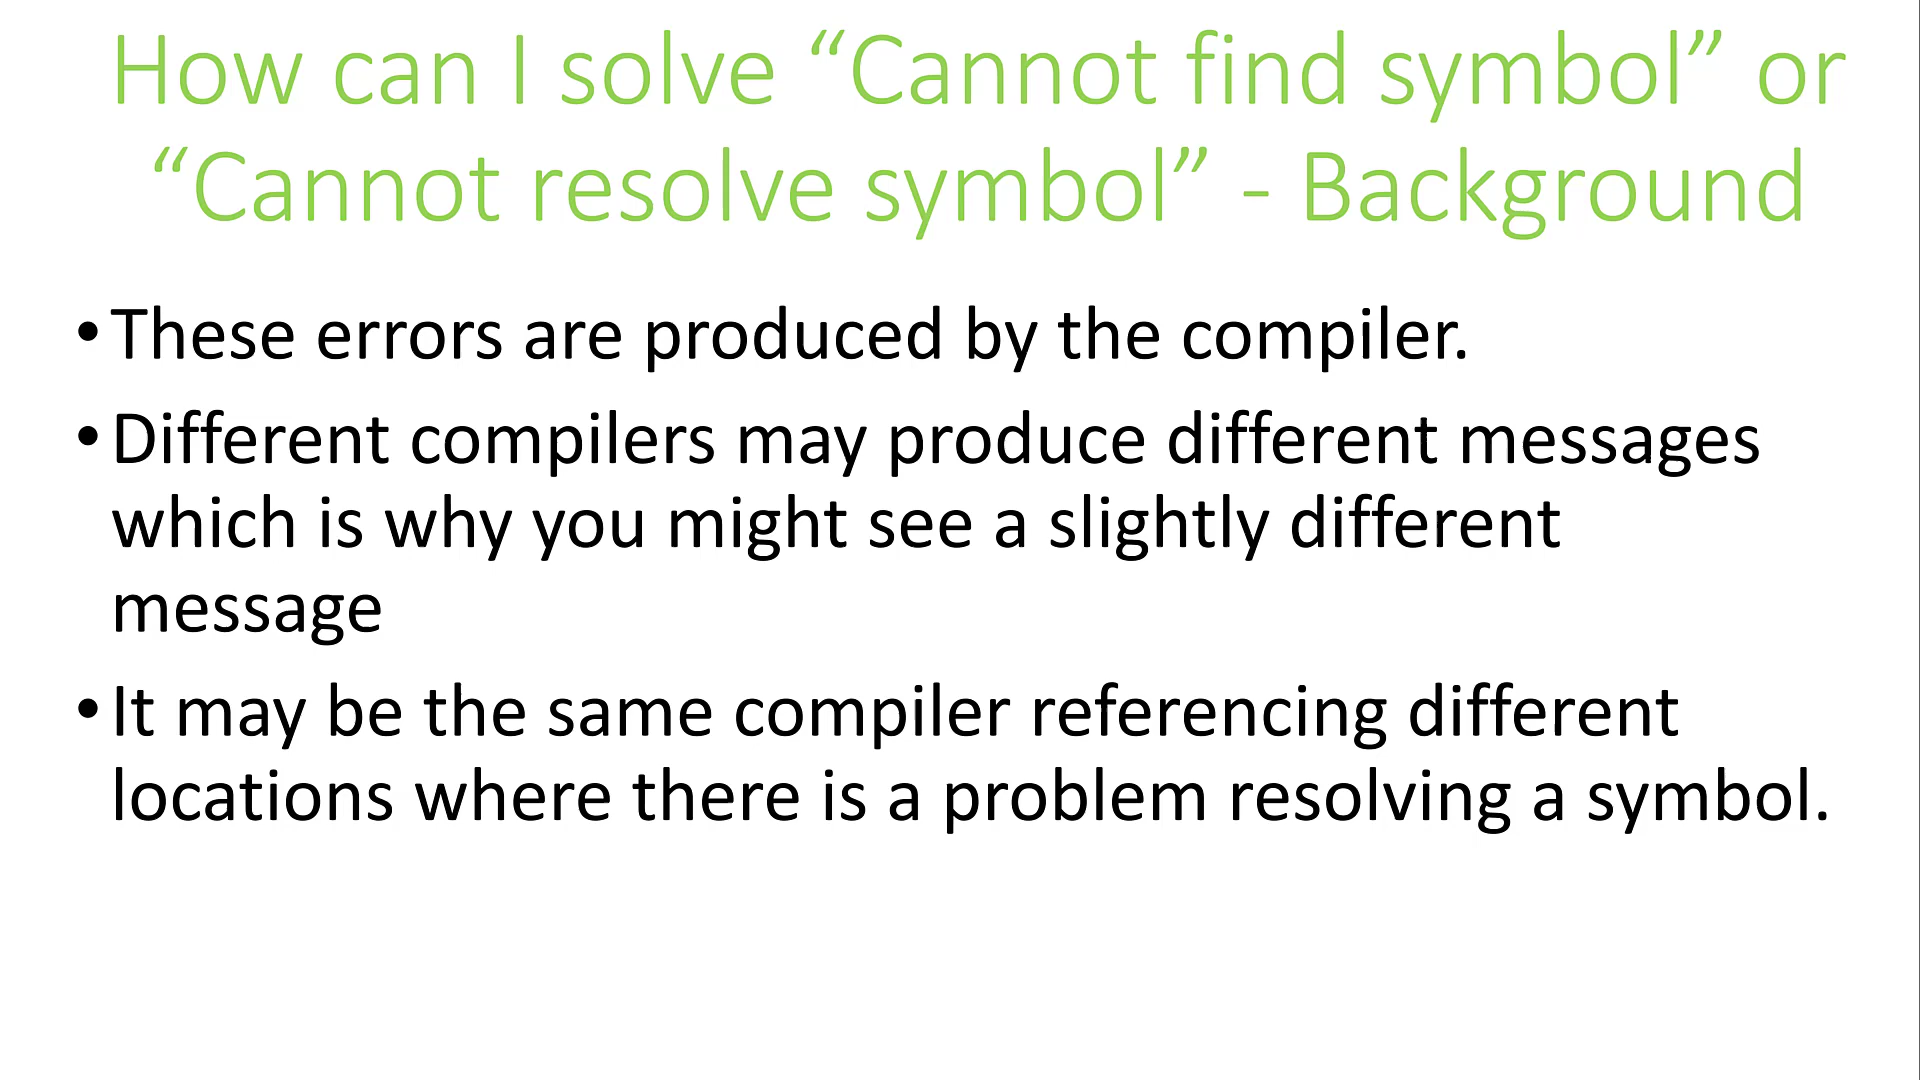 How can I solve “Cannot find symbol” or
“Cannot resolve symbol” - Background
• These errors are produced by the compiler.
• Different compilers may produce different messages
which is why you might see a slightly different
message
• It may be the same compiler referencing different
locations where there is a problem resolving a symbol.